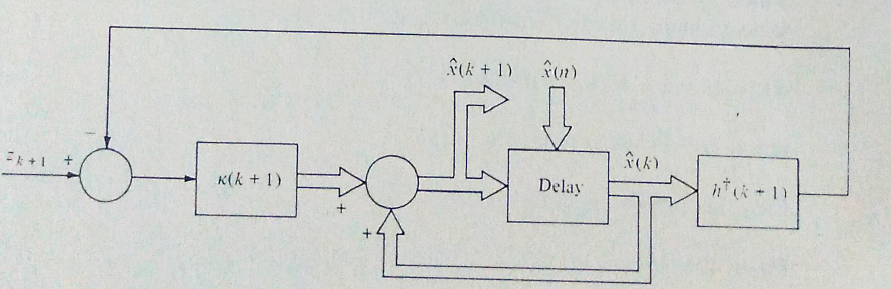 x̂(k + 1)
x̂(n)
−
z_{k+1} +
κ(k + 1)
+
+
Delay
x̂(k)
h†(k + 1)